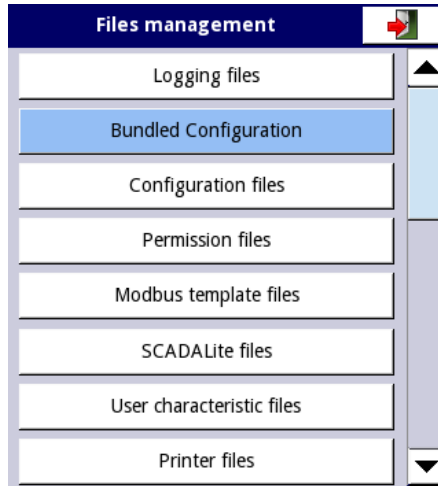 Files management
Logging files
Bundled Configuration
Configuration files
Permission files
Modbus template files
SCADALite files
User characteristic files
Printer files